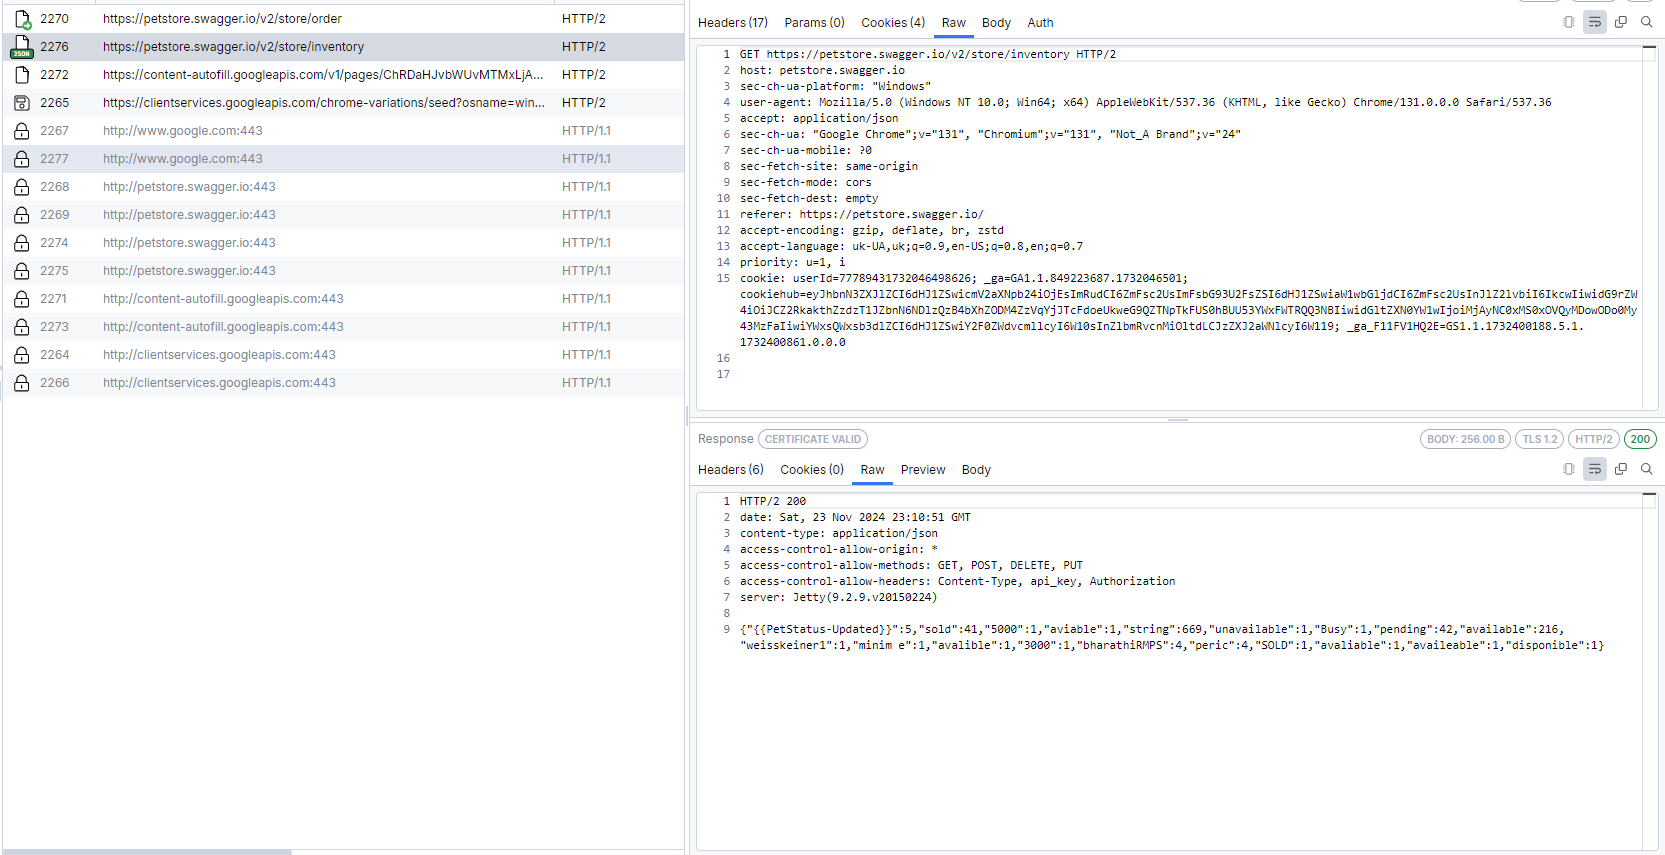 2270 https://petstore.swagger.io/v2/store/order HTTP/2
JSON 2276 https://petstore.swagger.io/v2/store/inventory HTTP/2
2272 https://content-autofill.googleapis.com/v1/pages/ChRDaHJvbWUvMTMxLjA... HTTP/2
2265 https://clientservices.googleapis.com/chrome-variations/seed?osname=win... HTTP/2
2267 http://www.google.com:443 HTTP/1.1
2277 http://www.google.com:443 HTTP/1.1
2268 http://petstore.swagger.io:443 HTTP/1.1
2269 http://petstore.swagger.io:443 HTTP/1.1
2274 http://petstore.swagger.io:443 HTTP/1.1
2275 http://petstore.swagger.io:443 HTTP/1.1
2271 http://content-autofill.googleapis.com:443 HTTP/1.1
2273 http://content-autofill.googleapis.com:443 HTTP/1.1
2264 http://clientservices.googleapis.com:443 HTTP/1.1
2266 http://clientservices.googleapis.com:443 HTTP/1.1
Headers (17) Params (0) Cookies (4) Raw Body Auth
1 GET https://petstore.swagger.io/v2/store/inventory HTTP/2
2 host: petstore.swagger.io
3 sec-ch-ua-platform: "Windows"
4 user-agent: Mozilla/5.0 (Windows NT 10.0; Win64; x64) AppleWebKit/537.36 (KHTML, like Gecko) Chrome/131.0.0.0 Safari/537.36
5 accept: application/json
6 sec-ch-ua: "Google Chrome";v="131", "Chromium";v="131", "Not_A Brand";v="24"
7 sec-ch-ua-mobile: ?0
8 sec-fetch-site: same-origin
9 sec-fetch-mode: cors
10 sec-fetch-dest: empty
11 referer: https://petstore.swagger.io/
12 accept-encoding: gzip, deflate, br, zstd
13 accept-language: uk-UA,uk;q=0.9,en-US;q=0.8,en;q=0.7
14 priority: u=1, i
15 cookie: userId=77789431732046498626; _ga=GA1.1.849223687.1732046501;
cookiehub=eyJhbnN3ZXJlZCI6dHJ1ZSwicmV2aXNpb24iOjEsImRudCI6ZmFsc2UsImFsbG93U2FsZSI6dHJ1ZSwiaW1wbGljdCI6ZmFsc2UsInJlZ2lvbiI6IkcwIiwidG9rZW
4iOiJCZ2RkakthZzdzT1JZbnN6NDlzQzB4bXhZODM4ZzVqYjJTcFdoeUkweG9QZTNpTkFUS0hBUU53YWxFWTRQQ3NBIiwidGltZXN0YW1wIjoiMjAyNC0xMS0xOVQyMDowODo0My
43MzFaIiwiYWxsQWxsb3dlZCI6dHJ1ZSwiY2F0ZWdvcmllcyI6W10sInZlbmRvcnMiOltdLCJzZXJ2aWNlcyI6W119; _ga_F11FV1HQ2E=GS1.1.1732400188.5.1.
1732400861.0.0.0
16
17
Response CERTIFICATE VALID BODY: 256.00 B TLS 1.2 HTTP/2 200
Headers (6) Cookies (0) Raw Preview Body
1 HTTP/2 200
2 date: Sat, 23 Nov 2024 23:10:51 GMT
3 content-type: application/json
4 access-control-allow-origin: *
5 access-control-allow-methods: GET, POST, DELETE, PUT
6 access-control-allow-headers: Content-Type, api_key, Authorization
7 server: Jetty(9.2.9.v20150224)
8
9 {"{{PetStatus-Updated}}":5,"sold":41,"5000":1,"aviable":1,"string":669,"unavailable":1,"Busy":1,"pending":42,"available":216,
"weisskeiner1":1,"minim e":1,"avalible":1,"3000":1,"bharathiRMPS":4,"peric":4,"SOLD":1,"avaliable":1,"availeable":1,"disponible":1}